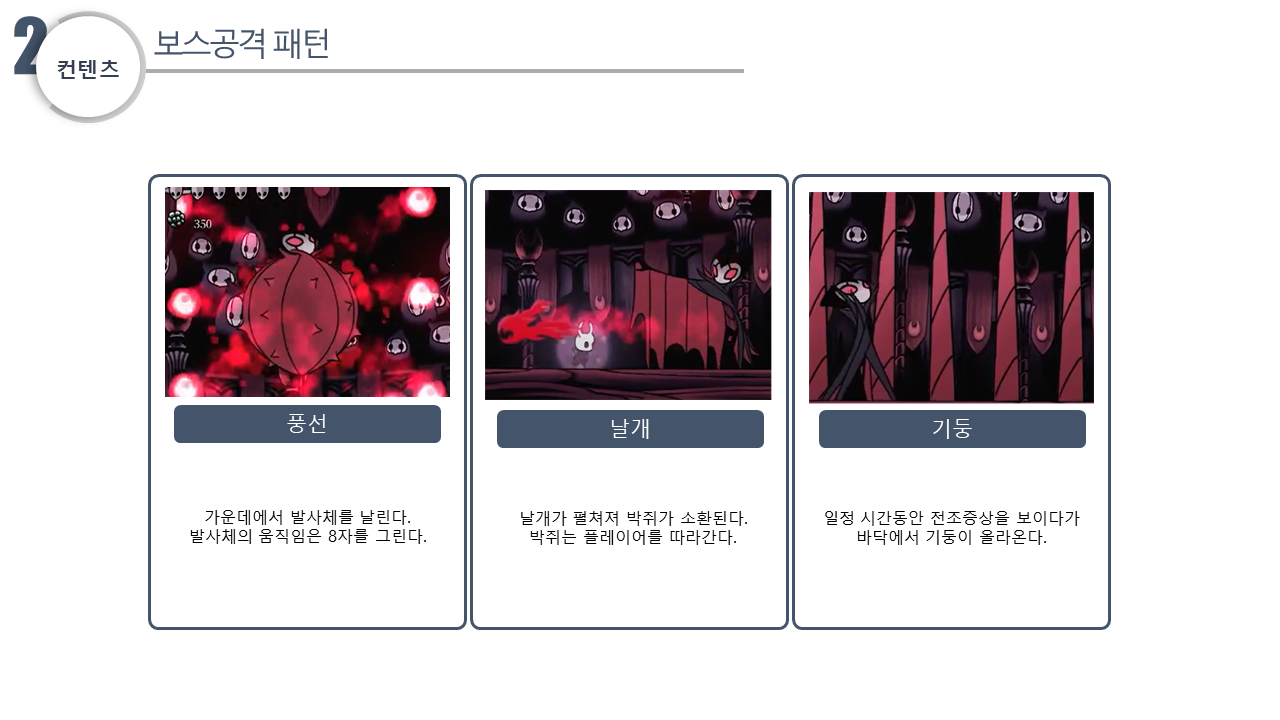 2
컨텐츠
보스공격 패턴
350
풍선
날개
기둥
가운데에서 발사체를 날린다.
발사체의 움직임은 8자를 그린다.
날개가 펼쳐져 박쥐가 소환된다.
박쥐는 플레이어를 따라간다.
일정 시간동안 전조증상을 보이다가
바닥에서 기둥이 올라온다.